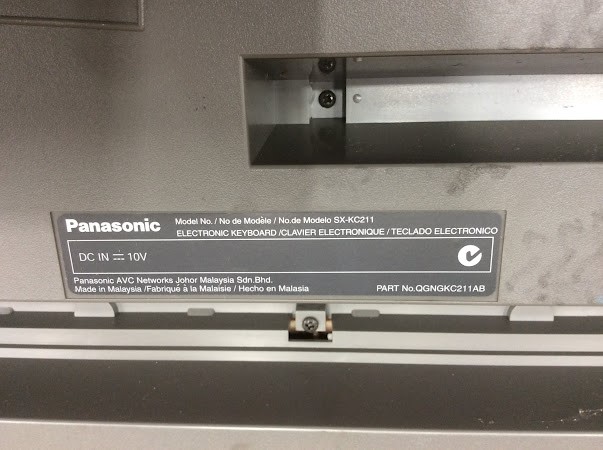 Panasonic Model No. / No de Modèle / No.de Modelo SX-KC211
ELECTRONIC KEYBOARD /CLAVIER ELECTRONIQUE / TECLADO ELECTRONICO
DC IN ⎓ 10V
Panasonic AVC Networks Johor Malaysia Sdn.Bhd.
Made in Malaysia /Fabriqué à la Malaisie / Hecho en Malasia PART No.QGNGKC211AB